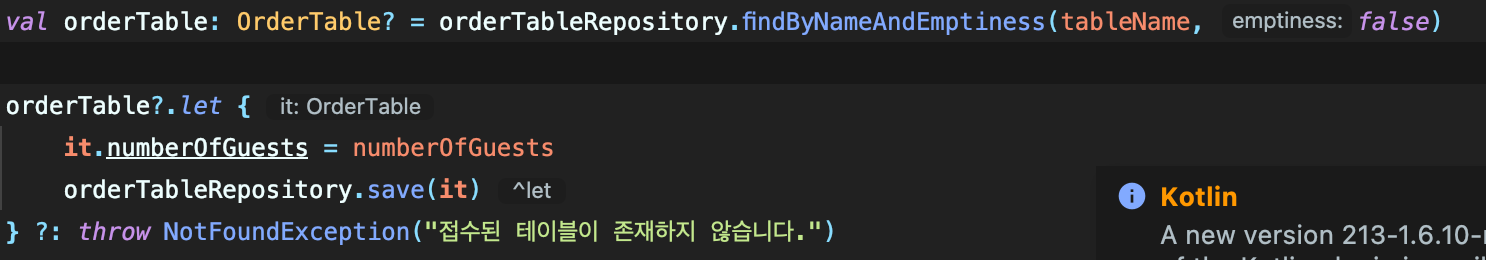 val orderTable: OrderTable? = orderTableRepository.findByNameAndEmptiness(tableName, emptiness: false)
orderTable?.let { it: OrderTable
it.numberOfGuests = numberOfGuests
orderTableRepository.save(it) ^let
} ?: throw NotFoundException("접수된 테이블이 존재하지 않습니다.")
Kotlin
A new version 213-1.6.10-